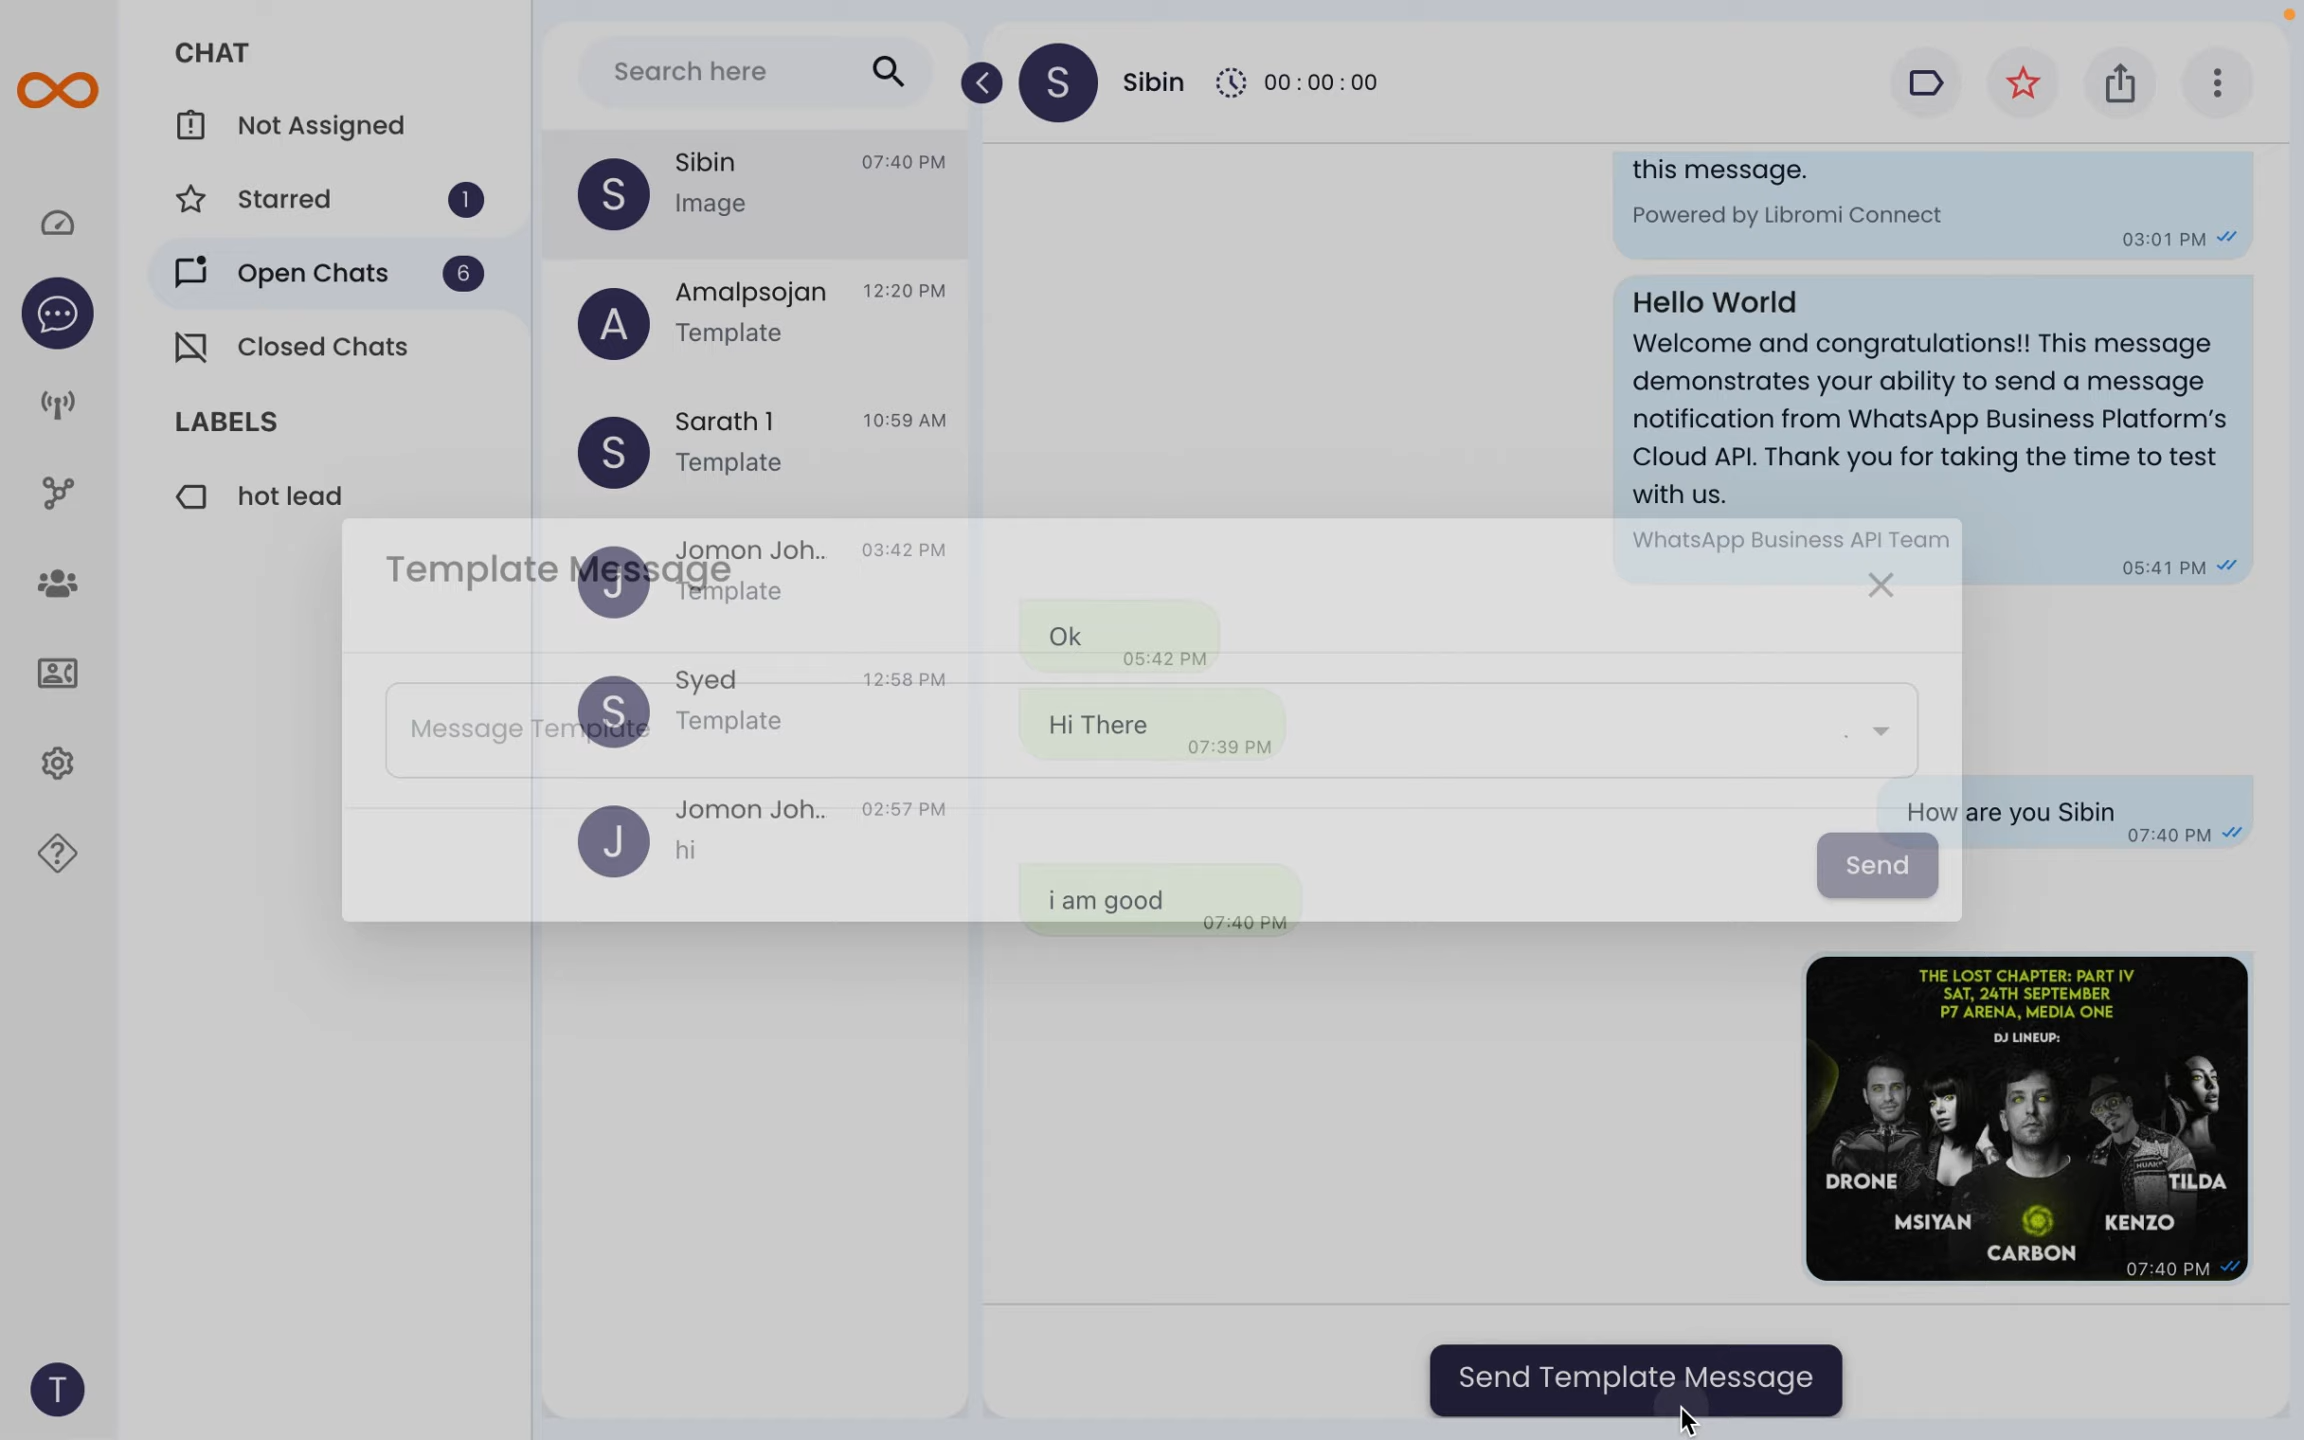 CHAT
Not Assigned
Starred 1
Open Chats 6
Closed Chats
LABELS
hot lead
T
Search here
S Sibin 07:40 PM
Image
A Amalpsojan 12:20 PM
Template
S Sarath 1 10:59 AM
Template
J Jomon Joh.. 03:42 PM
Template
S Syed 12:58 PM
Template
J Jomon Joh.. 02:57 PM
hi
Template Message
Message Template
Send
S Sibin 00:00:00
this message.
Powered by Libromi Connect
03:01 PM
Hello World
Welcome and congratulations!! This message
demonstrates your ability to send a message
notification from WhatsApp Business Platform's
Cloud API. Thank you for taking the time to test
with us.
WhatsApp Business API Team
05:41 PM
Ok
05:42 PM
Hi There
07:39 PM
How are you Sibin
07:40 PM
i am good
07:40 PM
THE LOST CHAPTER: PART IV
SAT, 24TH SEPTEMBER
P7 ARENA, MEDIA ONE
DJ LINEUP:
DRONE TILDA
MSIYAN KENZO
CARBON
07:40 PM
Send Template Message